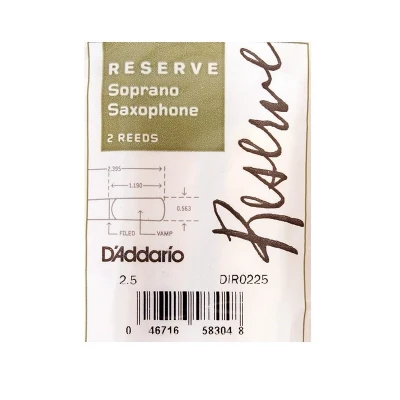 RESERVE
Soprano
Saxophone
2 REEDS
Reserve
2.395
1.190
0.563
FILED VAMP
D'Addario
2.5 DIR0225
0 46716 58304 8